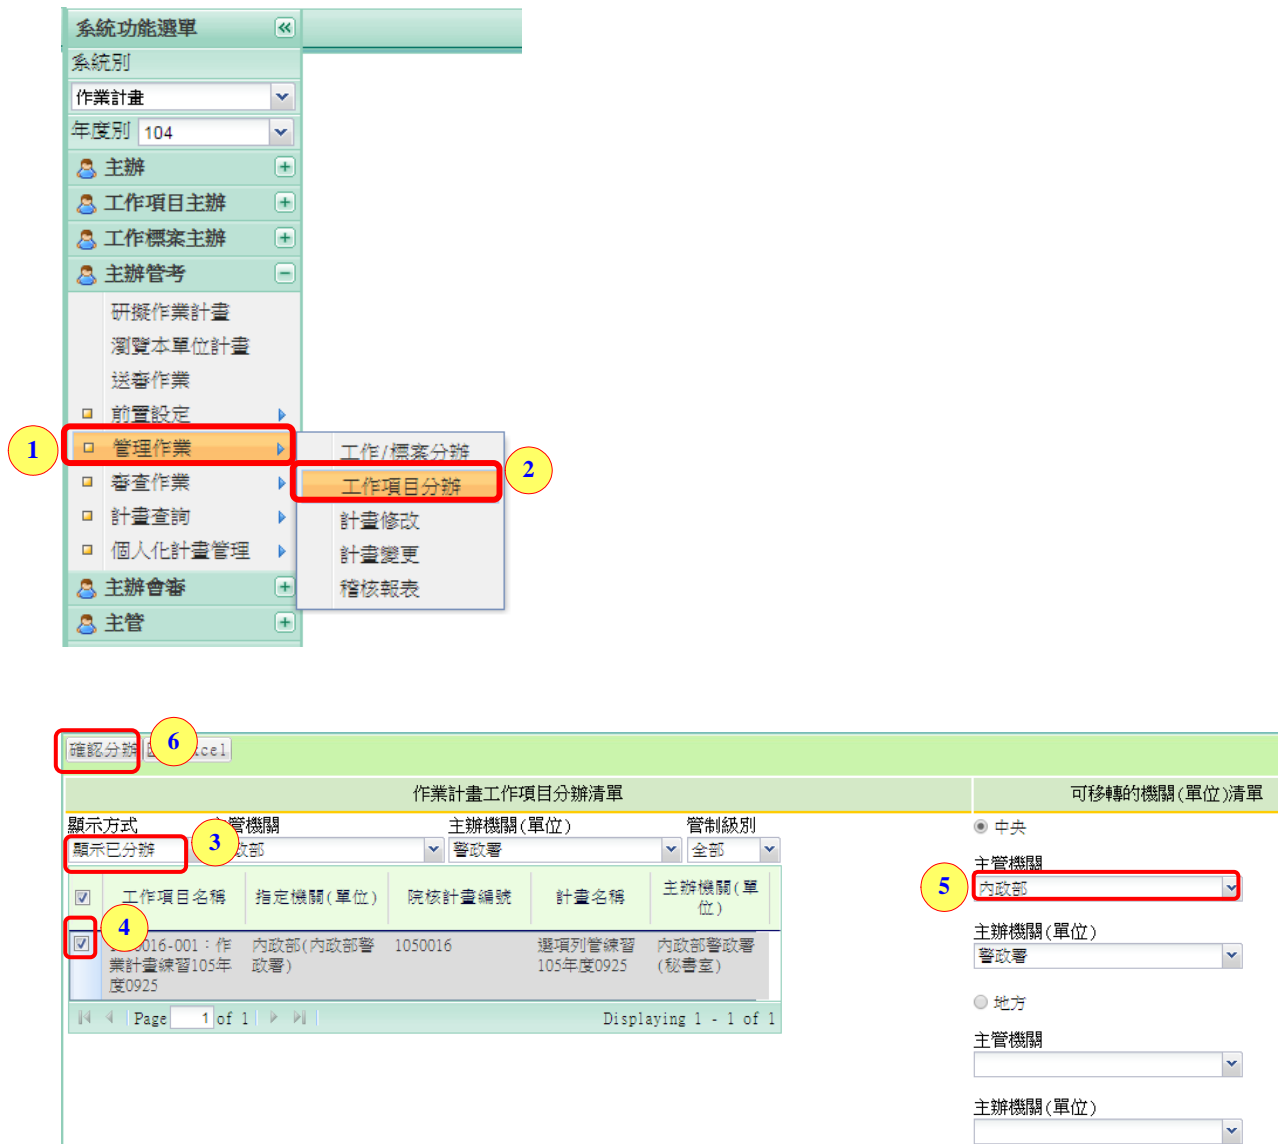 系統功能選單
系統別
作業計畫
年度別 104
主辦
工作項目主辦
工作標案主辦
主辦管考
研擬作業計畫
瀏覽本單位計畫
送審作業
前置設定
1 管理作業
工作/標案分辦
2
工作項目分辦
審查作業
計畫查詢
計畫修改
個人化計畫管理
計畫變更
主辦會審
稽核報表
主管
確認分辦 6
作業計畫工作項目分辦清單
可移轉的機關(單位)清單
顯示方式 主管機關 主辦機關(單位) 管制級別
中央
顯示已分辦 3 政部 警政署 全部
主管機關
5 內政部
工作項目名稱 指定機關(單位) 院核計畫編號 計畫名稱 主辦機關(單
位)
4
0016-001：作 內政部(內政部警 1050016 選項列管練習 內政部警政署
業計畫練習105年 政署) 105年度0925 (秘書室)
度0925
主辦機關(單位)
警政署
地方
Page 1 of 1 Displaying 1 - 1 of 1
主管機關
主辦機關(單位)